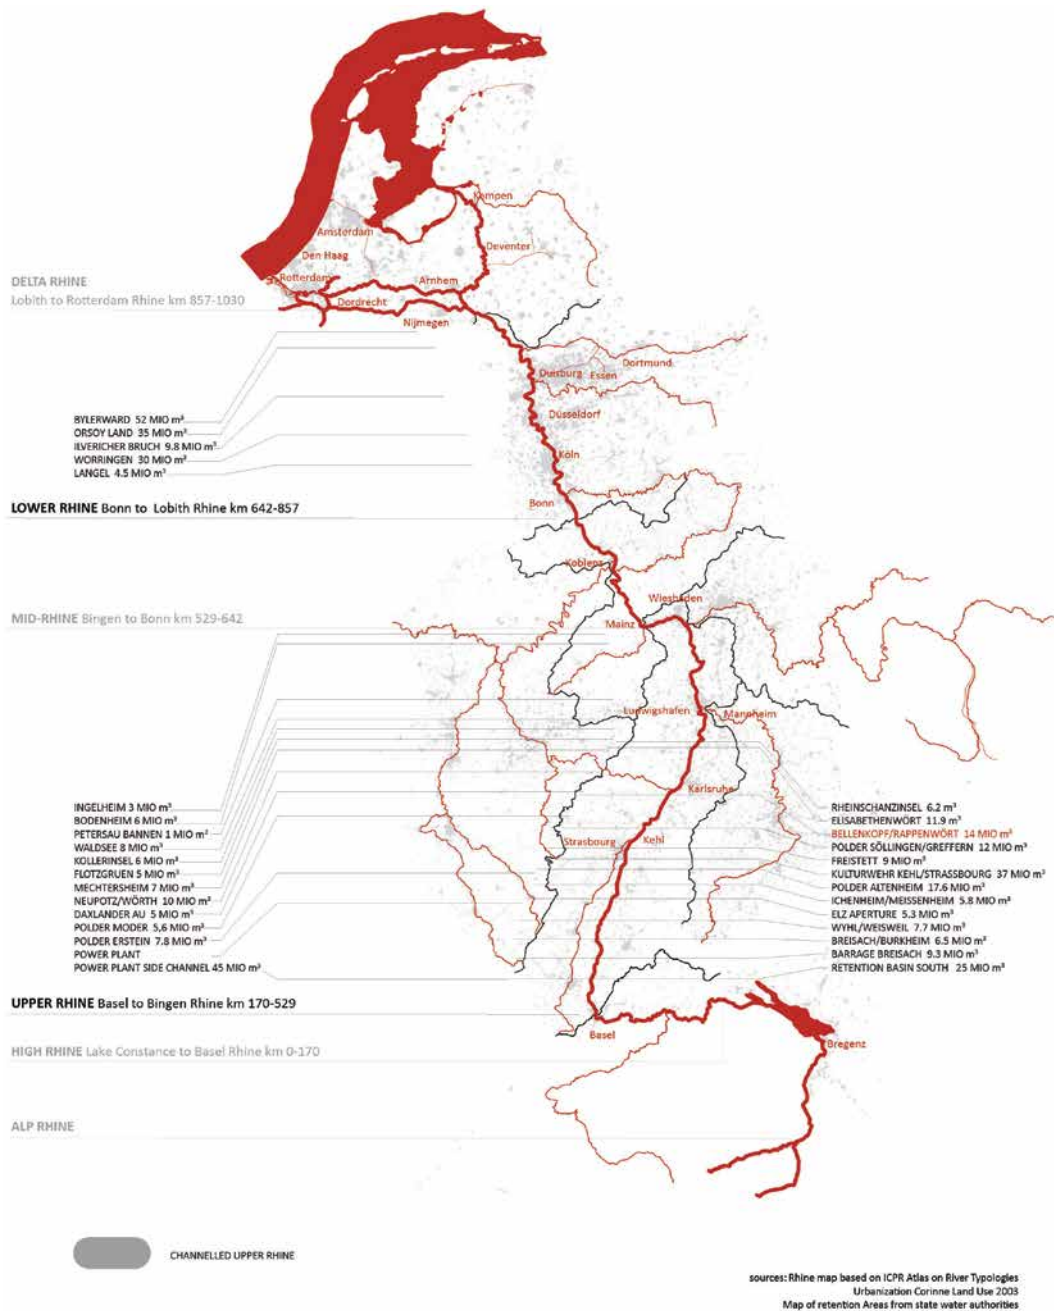 Kempen
Amsterdam
Deventer
Den Haag
DELTA RHINE
Rotterdam
Arnhem
Lobith to Rotterdam Rhine km 857-1030
Dordrecht
Nijmegen
Dortmund
Duisburg
Essen
BYLERWARD 52 MIO m³
Düsseldorf
ORSOY LAND 35 MIO m³
ILVERICHER BRUCH 9.8 MIO m³
WORRINGEN 30 MIO m³
Köln
LANGEL 4.5 MIO m³
LOWER RHINE Bonn to Lobith Rhine km 642-857
Bonn
Koblenz
Wiesbaden
MID-RHINE Bingen to Bonn km 529-642
Mainz
Ludwigshafen
Mannheim
Karlsruhe
INGELHEIM 3 MIO m³
BODENHEIM 6 MIO m³
PETERSAU BANNEN 1 MIO m³
WALDSEE 8 MIO m³
KOLLERINSEL 6 MIO m³
FLOTZGRUEN 5 MIO m³
MECHTERSHEIM 7 MIO m³
NEUPOTZ/WÖRTH 10 MIO m³
DAXLANDER AU 5 MIO m³
POLDER MODER 5,6 MIO m³
POLDER ERSTEIN 7.8 MIO m³
POWER PLANT
POWER PLANT SIDE CHANNEL 45 MIO m³
Strasbourg
Kehl
RHEINSCHANZINSEL 6.2 m³
ELISABETHENWÖRT 11.9 m³
BELLENKOPF/RAPPENWÖRT 14 MIO m³
POLDER SÖLLINGEN/GREFFERN 12 MIO m³
FREISTETT 9 MIO m³
KULTURWEHR KEHL/STRASSBOURG 37 MIO m³
POLDER ALTENHEIM 17.6 MIO m³
ICHENHEIM/MEISSENHEIM 5.8 MIO m³
ELZ APERTURE 5.3 MIO m³
WYHL/WEISWEIL 7.7 MIO m³
BREISACH/BURKHEIM 6.5 MIO m³
BARRAGE BREISACH 9.3 MIO m³
RETENTION BASIN SOUTH 25 MIO m³
UPPER RHINE Basel to Bingen Rhine km 170-529
Basel
Bregenz
HIGH RHINE Lake Constance to Basel Rhine km 0-170
ALP RHINE
CHANNELLED UPPER RHINE
sources: Rhine map based on ICPR Atlas on River Typologies
Urbanization Corinne Land Use 2003
Map of retention Areas from state water authorities